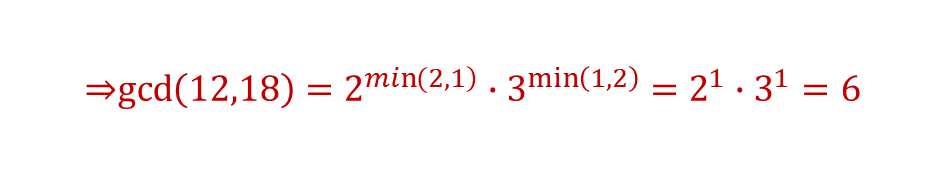 ⇒gcd(12,18) = 2^{min(2,1)} · 3^{min(1,2)} = 2^1 · 3^1 = 6